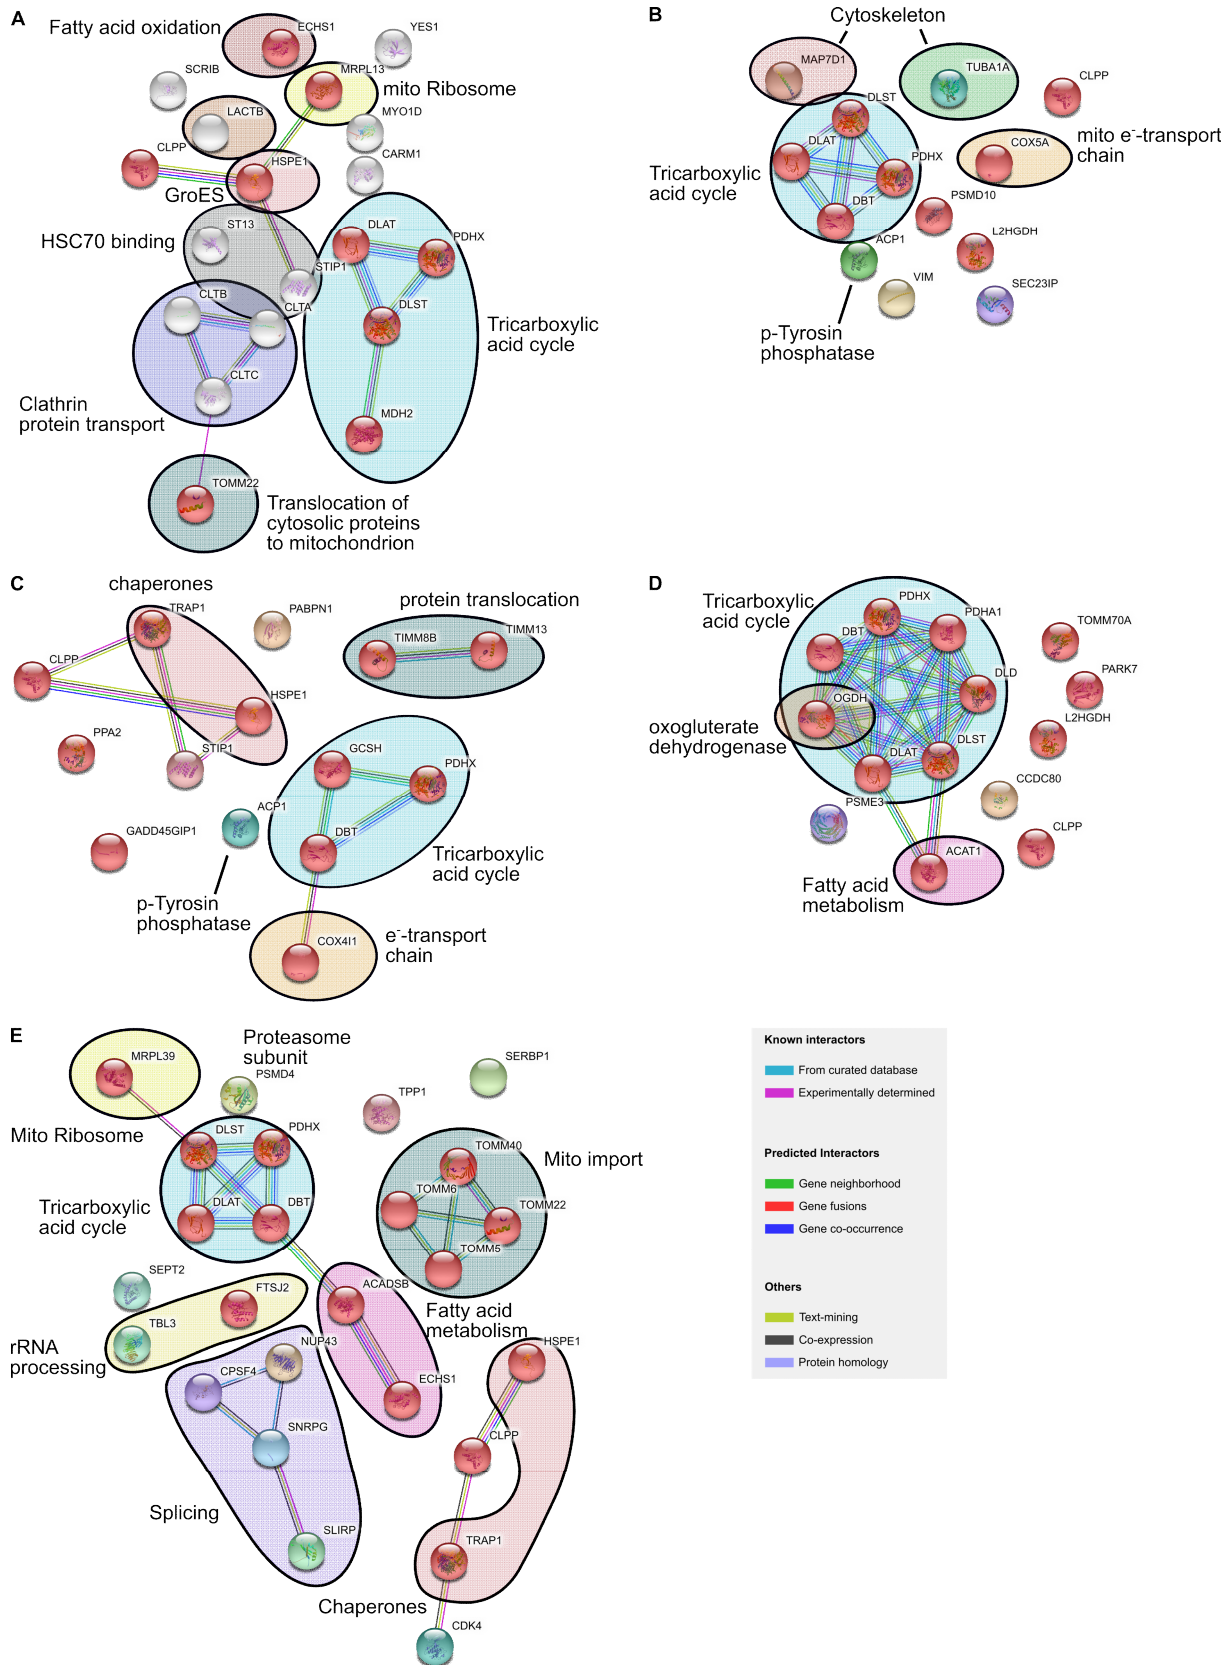 A
Fatty acid oxidation
ECHS1
YES1
SCRIB
MRPL13
mito Ribosome
LACTB
MYO1D
CLPP
HSPE1
CARM1
GroES
ST13
HSC70 binding
DLAT
PDHX
STIP1
CLTB
CLTA
DLST
Tricarboxylic
acid cycle
CLTC
Clathrin
protein transport
MDH2
TOMM22
Translocation of
cytosolic proteins
to mitochondrion
B
Cytoskeleton
MAP7D1
TUBA1A
CLPP
DLST
DLAT
COX5A
mito e⁻-transport
chain
PDHX
Tricarboxylic
acid cycle
DBT
PSMD10
ACP1
L2HGDH
VIM
SEC23IP
p-Tyrosin
phosphatase
C
chaperones
TRAP1
PABPN1
protein translocation
TIMM8B
TIMM13
CLPP
HSPE1
PPA2
STIP1
GCSH
PDHX
ACP1
DBT
GADD45GIP1
Tricarboxylic
acid cycle
p-Tyrosin
phosphatase
COX4I1
e⁻-transport
chain
D
Tricarboxylic
acid cycle
PDHX
PDHA1
TOMM70A
DBT
DLD
PARK7
OGDH
oxogluterate
dehydrogenase
L2HGDH
DLAT
DLST
CCDC80
PSME3
CLPP
ACAT1
Fatty acid
metabolism
E
MRPL39
Proteasome
subunit
PSMD4
SERBP1
TPP1
Mito Ribosome
DLST
PDHX
TOMM40
Mito import
TOMM6
TOMM22
Tricarboxylic
acid cycle
DLAT
DBT
TOMM5
SEPT2
FTSJ2
ACADSB
Fatty acid
metabolism
TBL3
rRNA
processing
NUP43
HSPE1
CPSF4
ECHS1
SNRPG
CLPP
Splicing
SLIRP
TRAP1
Chaperones
CDK4
Known interactors
From curated database
Experimentally determined
Predicted Interactors
Gene neighborhood
Gene fusions
Gene co-occurrence
Others
Text-mining
Co-expression
Protein homology